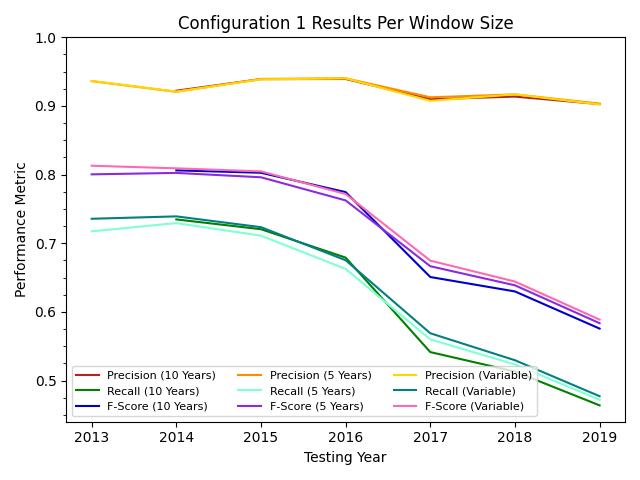 Configuration 1 Results Per Window Size
1.0
0.9
0.8
0.7
0.6
0.5
Performance Metric
Precision (10 Years)
Recall (10 Years)
F-Score (10 Years)
Precision (5 Years)
Recall (5 Years)
F-Score (5 Years)
Precision (Variable)
Recall (Variable)
F-Score (Variable)
2013 2014 2015 2016 2017 2018 2019
Testing Year